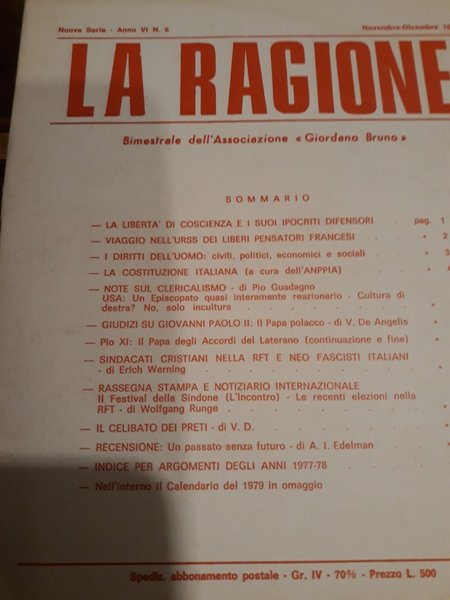 Nuova Serie - Anno VI N. 6 Novembre-Dicembre
LA RAGIONE
Bimestrale dell'Associazione « Giordano Bruno »
SOMMARIO
— LA LIBERTA' DI COSCIENZA E I SUOI IPOCRITI DIFENSORI . pag. 1
— VIAGGIO NELL'URSS DEI LIBERI PENSATORI FRANCESI . » 2
— I DIRITTI DELL'UOMO: civili, politici, economici e sociali . » 3
— LA COSTITUZIONE ITALIANA (a cura dell'ANPPIA) . . » 4
— NOTE SUL CLERICALISMO - di Pio Guadagno
USA: Un Episcopato quasi interamente reazionario - Cultura di
destra? No, solo incultura . . . . . . . »
— GIUDIZI SU GIOVANNI PAOLO II: Il Papa polacco - di V. De Angelis »
— Pio XI: Il Papa degli Accordi del Laterano (continuazione e fine) »
— SINDACATI CRISTIANI NELLA RFT E NEO FASCISTI ITALIANI
- di Erich Werning . . . . . . . . »
— RASSEGNA STAMPA E NOTIZIARIO INTERNAZIONALE
Il Festival della Sindone (L'Incontro) - Le recenti elezioni nella
RFT - di Wolfgang Runge . . . . . . . »
— IL CELIBATO DEI PRETI - di V. D. . . . . . »
— RECENSIONE: Un passato senza futuro - di A. I. Edelman . »
— INDICE PER ARGOMENTI DEGLI ANNI 1977-78 . . . .
— Nell'interno il Calendario del 1979 in omaggio
Spediz. abbonamento postale - Gr. IV - 70% - Prezzo L. 500